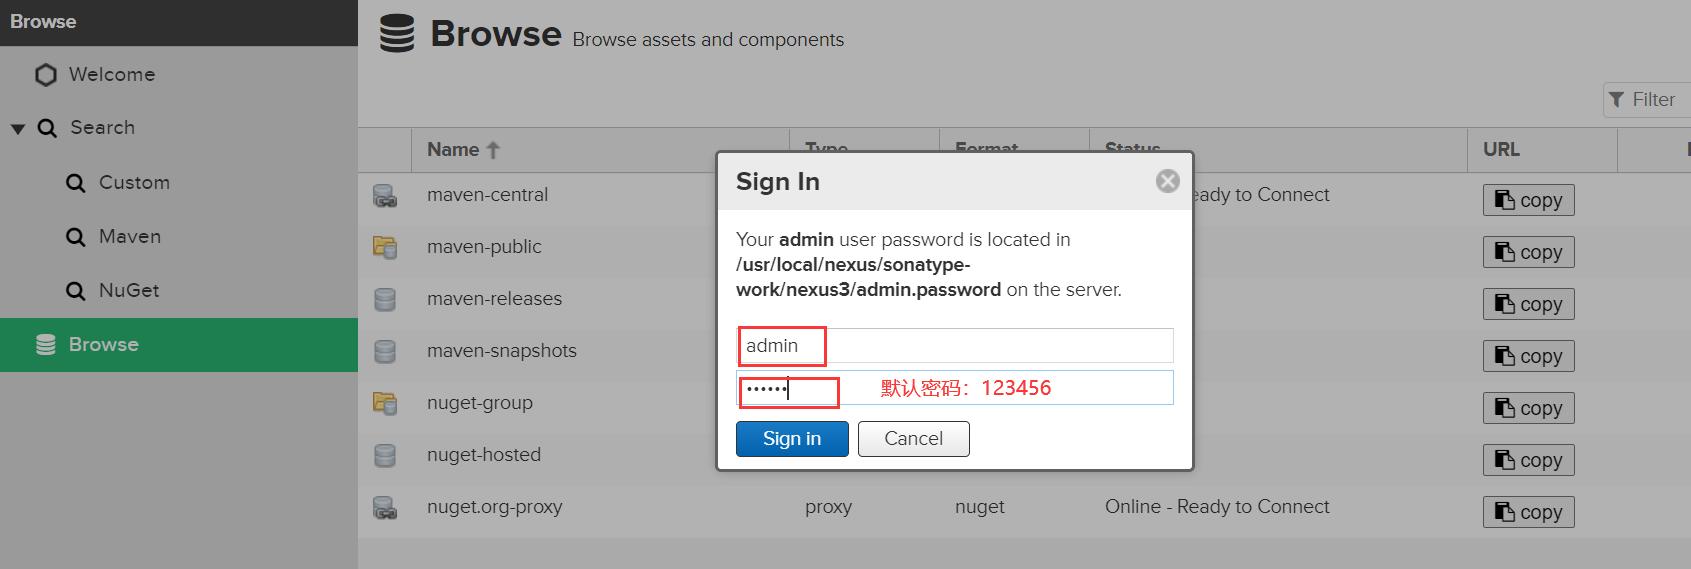 Browse
Welcome
Search
Custom
Maven
NuGet
Browse
Browse Browse assets and components
Filter
Name Type Format Status URL
maven-central eady to Connect copy
maven-public copy
maven-releases copy
maven-snapshots copy
nuget-group copy
nuget-hosted copy
nuget.org-proxy proxy nuget Online - Ready to Connect copy
Sign In
Your admin user password is located in
/usr/local/nexus/sonatype-
work/nexus3/admin.password on the server.
admin
•••••• 默认密码：123456
Sign in Cancel